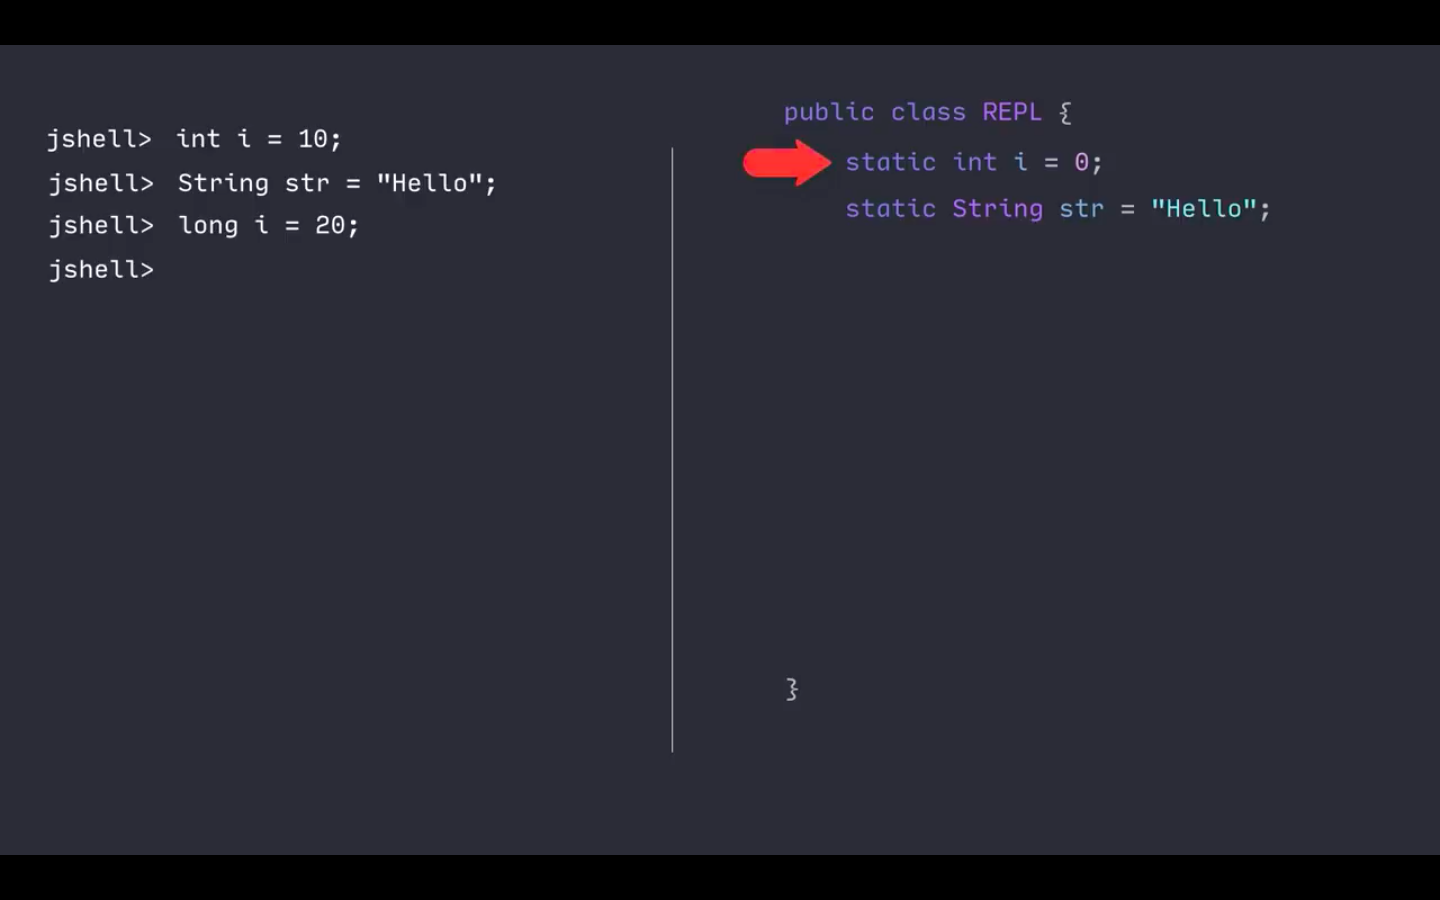 jshell> int i = 10;
jshell> String str = "Hello";
jshell> long i = 20;
jshell>
public class REPL {
static int i = 0;
static String str = "Hello";
}